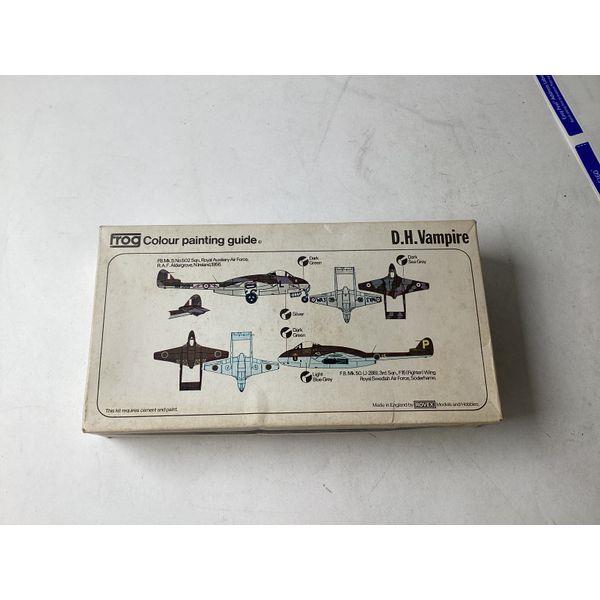 FROG Colour painting guide
D.H.Vampire
FB. Mk. 5 No. 502 Sqn, Royal Auxiliary Air Force,
R.A.F. Aldergrove, N.Ireland, 1956.
Dark
Green
Dark
Sea Grey
Silver
Dark
Green
P
Light
Blue Grey
F.B. Mk. 50 (J-28B), 3rd. Sqn., F15 (Fighter) Wing
Royal Swedish Air Force, Soderhamn.
This kit requires cement and paint.
Made in England by ROVEX Models and Hobbies.